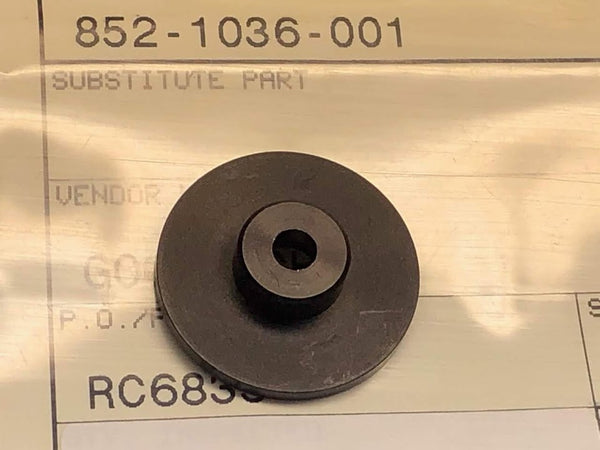 852-1036-001
SUBSTITUTE PART
VENDOR
P.O./
RC683